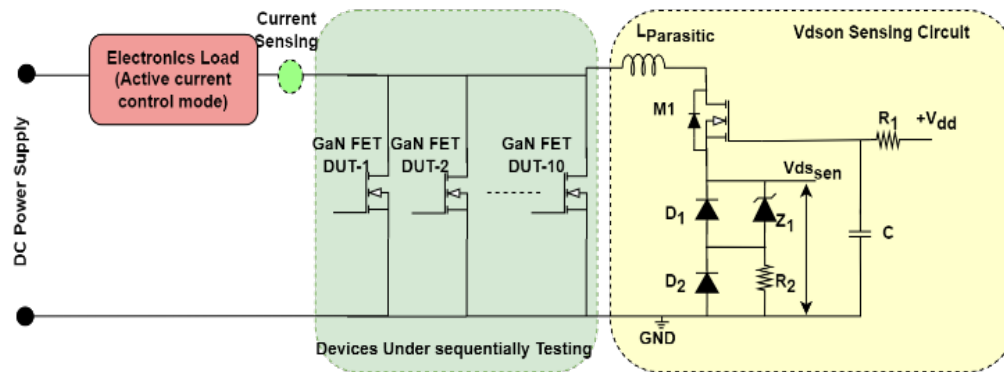 Current
Sensing
Electronics Load
(Active current
control mode)
DC Power Supply
GaN FET
DUT-1
GaN FET
DUT-2
GaN FET
DUT-10
Devices Under sequentially Testing
Vdson Sensing Circuit
LParasitic
M1
R1
+Vdd
Vdssen
D1
Z1
C
D2
R2
GND